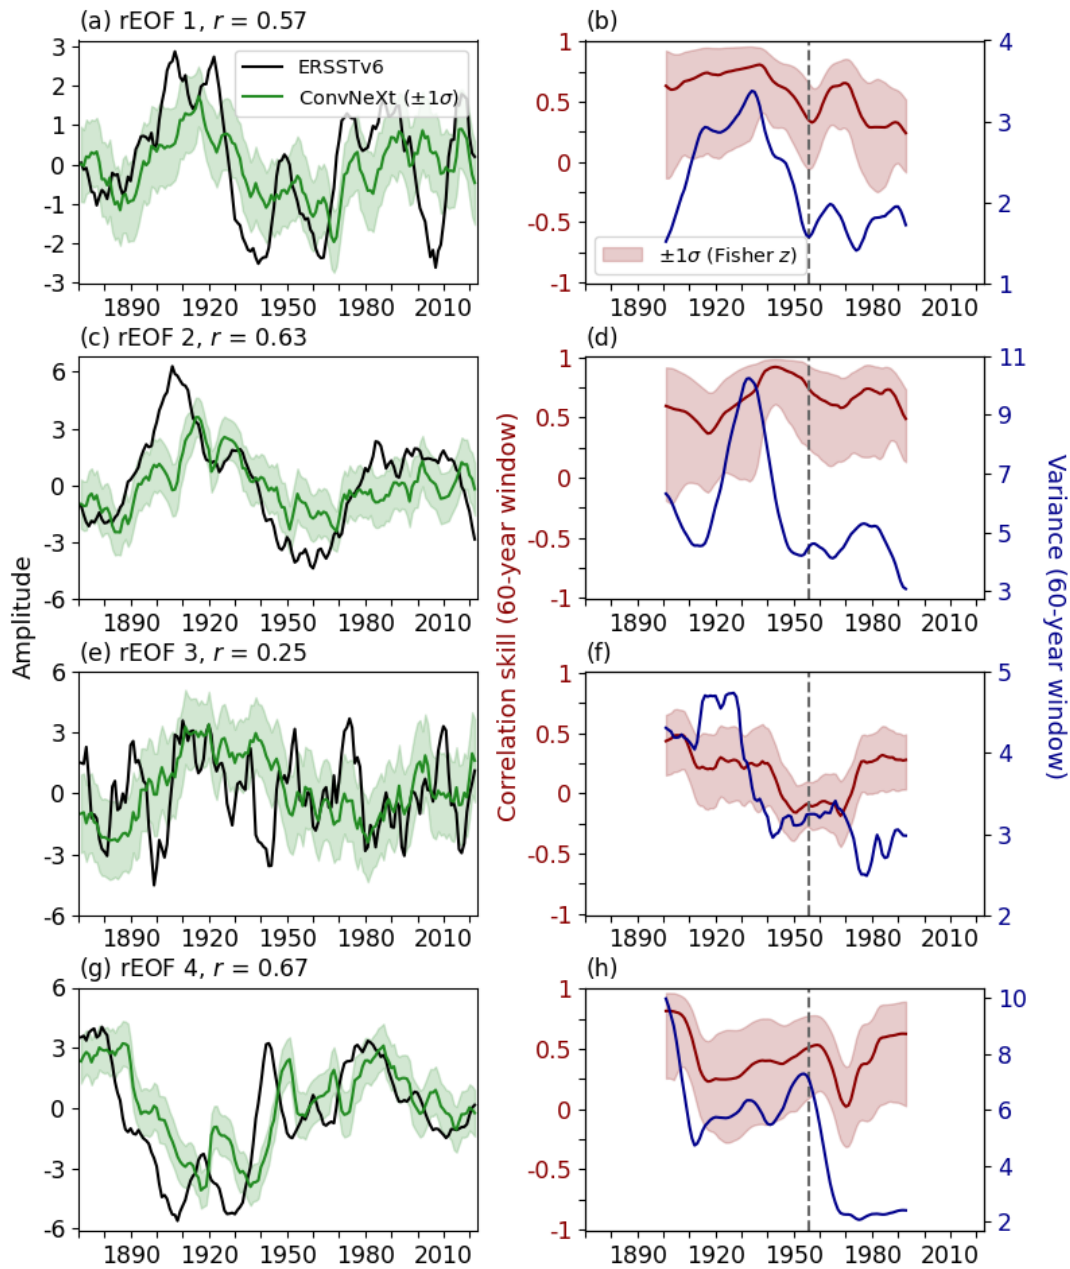 (a) rEOF 1, r = 0.57
(b)
3
2
1
0
-1
-2
-3
ERSSTv6
ConvNeXt (±1σ)
1890 1920 1950 1980 2010
1
0.5
0
-0.5
-1
±1σ (Fisher z)
4
3
2
1
1890 1920 1950 1980 2010
(c) rEOF 2, r = 0.63
(d)
6
3
0
-3
-6
1890 1920 1950 1980 2010
1
0.5
0
-0.5
-1
11
9
7
5
3
1890 1920 1950 1980 2010
Amplitude
Correlation skill (60-year window)
Variance (60-year window)
(e) rEOF 3, r = 0.25
(f)
6
3
0
-3
-6
1890 1920 1950 1980 2010
1
0.5
0
-0.5
-1
5
4
3
2
1890 1920 1950 1980 2010
(g) rEOF 4, r = 0.67
(h)
6
3
0
-3
-6
1890 1920 1950 1980 2010
1
0.5
0
-0.5
-1
10
8
6
4
2
1890 1920 1950 1980 2010